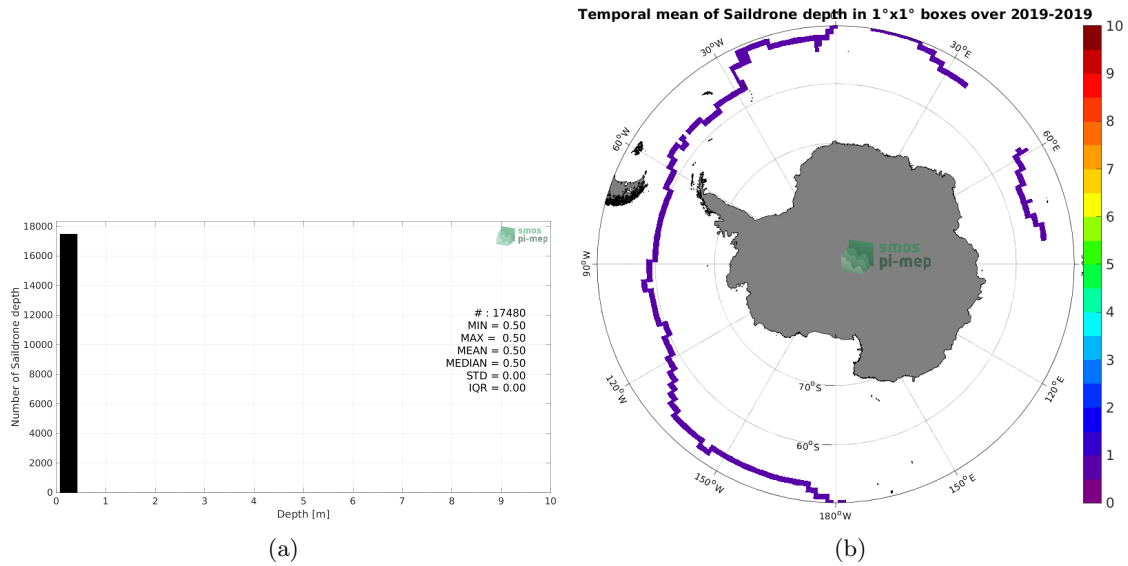 Temporal mean of Saildrone depth in 1°x1° boxes over 2019-2019
18000
16000
14000
12000
10000
8000
6000
4000
2000
0
Number of Saildrone depth
smos
pi-mep
# : 17480
MIN = 0.50
MAX = 0.50
MEAN = 0.50
MEDIAN = 0.50
STD = 0.00
IQR = 0.00
0 1 2 3 4 5 6 7 8 9 10
Depth [m]
(a)
30°W
30°E
60°W
60°E
90°W
smos
pi-mep
120°W
120°E
70°S
60°S
150°W
150°E
180°W
10
9
8
7
6
5
4
3
2
1
0
(b)